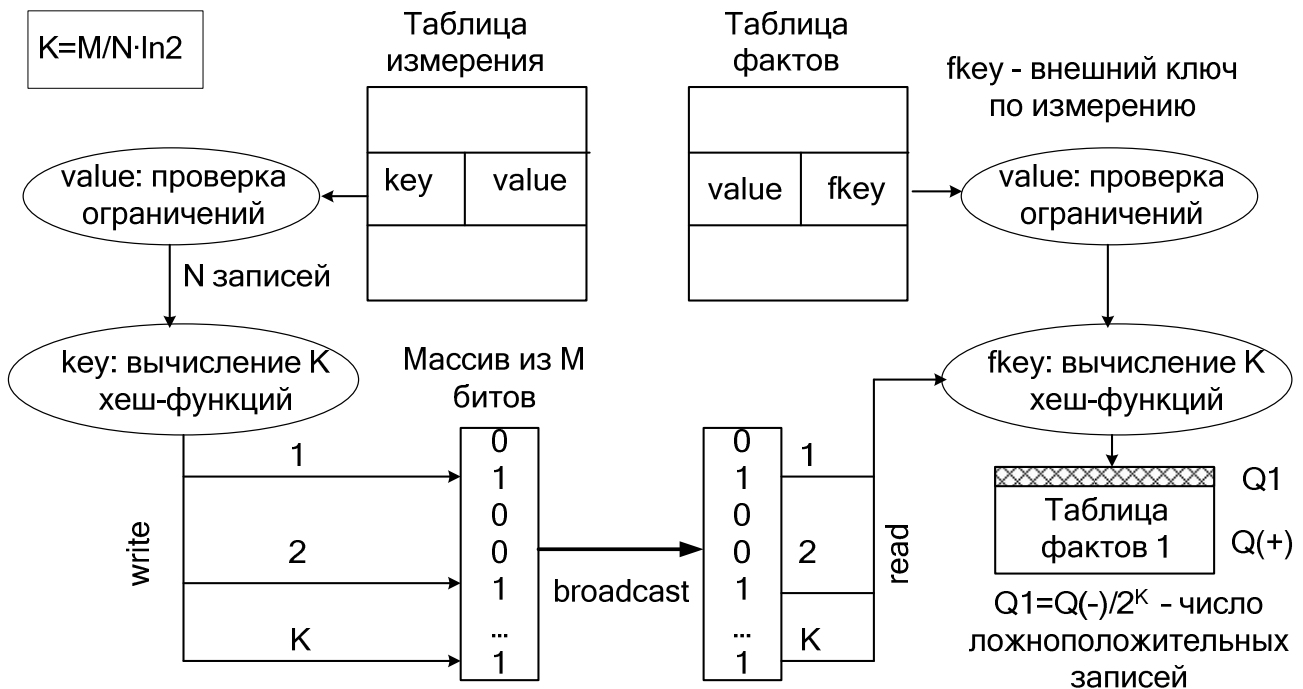 K=M/N·ln2
Таблица
измерения
Таблица
фактов
fkey - внешний ключ
по измерению
value: проверка
ограничений
key
value
value
fkey
value: проверка
ограничений
N записей
key: вычисление K
хеш-функций
Массив из M
битов
fkey: вычисление K
хеш-функций
write
1
2
K
0
1
0
0
1
...
1
broadcast
0
1
0
0
1
...
1
1
2
K
read
Таблица
фактов 1
Q1
Q(+)
Q1=Q(-)/2ᴷ - число
ложноположительных
записей